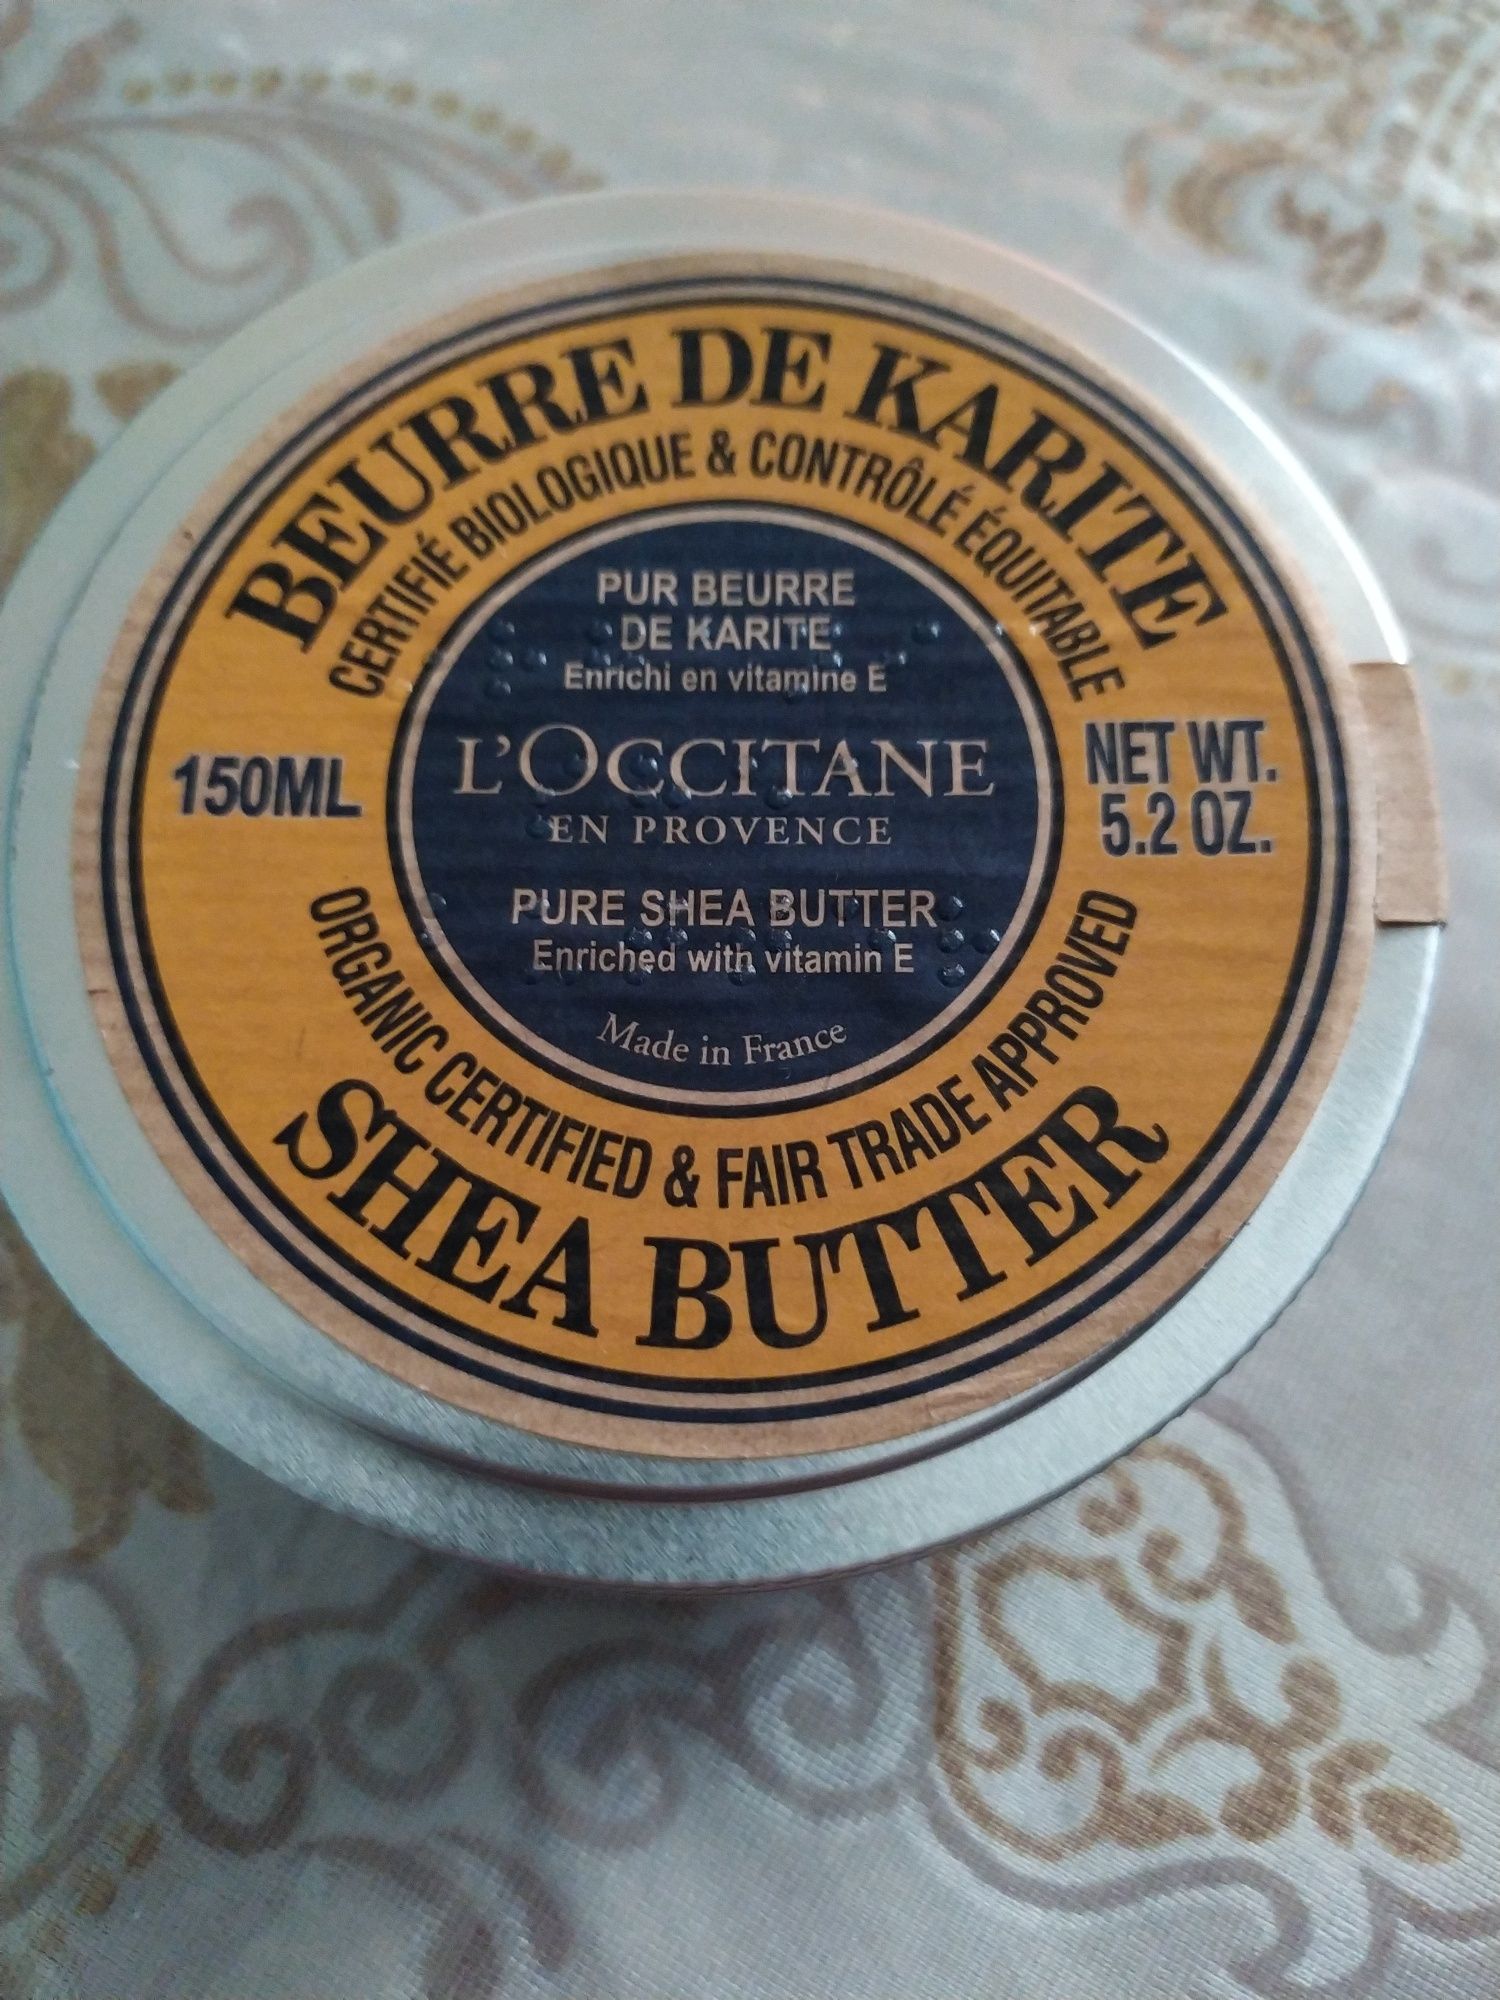 BEURRE DE KARITE
CERTIFIÉ BIOLOGIQUE & CONTRÔLÉ ÉQUITABLE
PUR BEURRE
DE KARITE
Enrichi en vitamine E
L'OCCITANE
EN PROVENCE
150ML
NET WT.
5.2 OZ.
PURE SHEA BUTTER
Enriched with vitamin E
Made in France
ORGANIC CERTIFIED & FAIR TRADE APPROVED
SHEA BUTTER